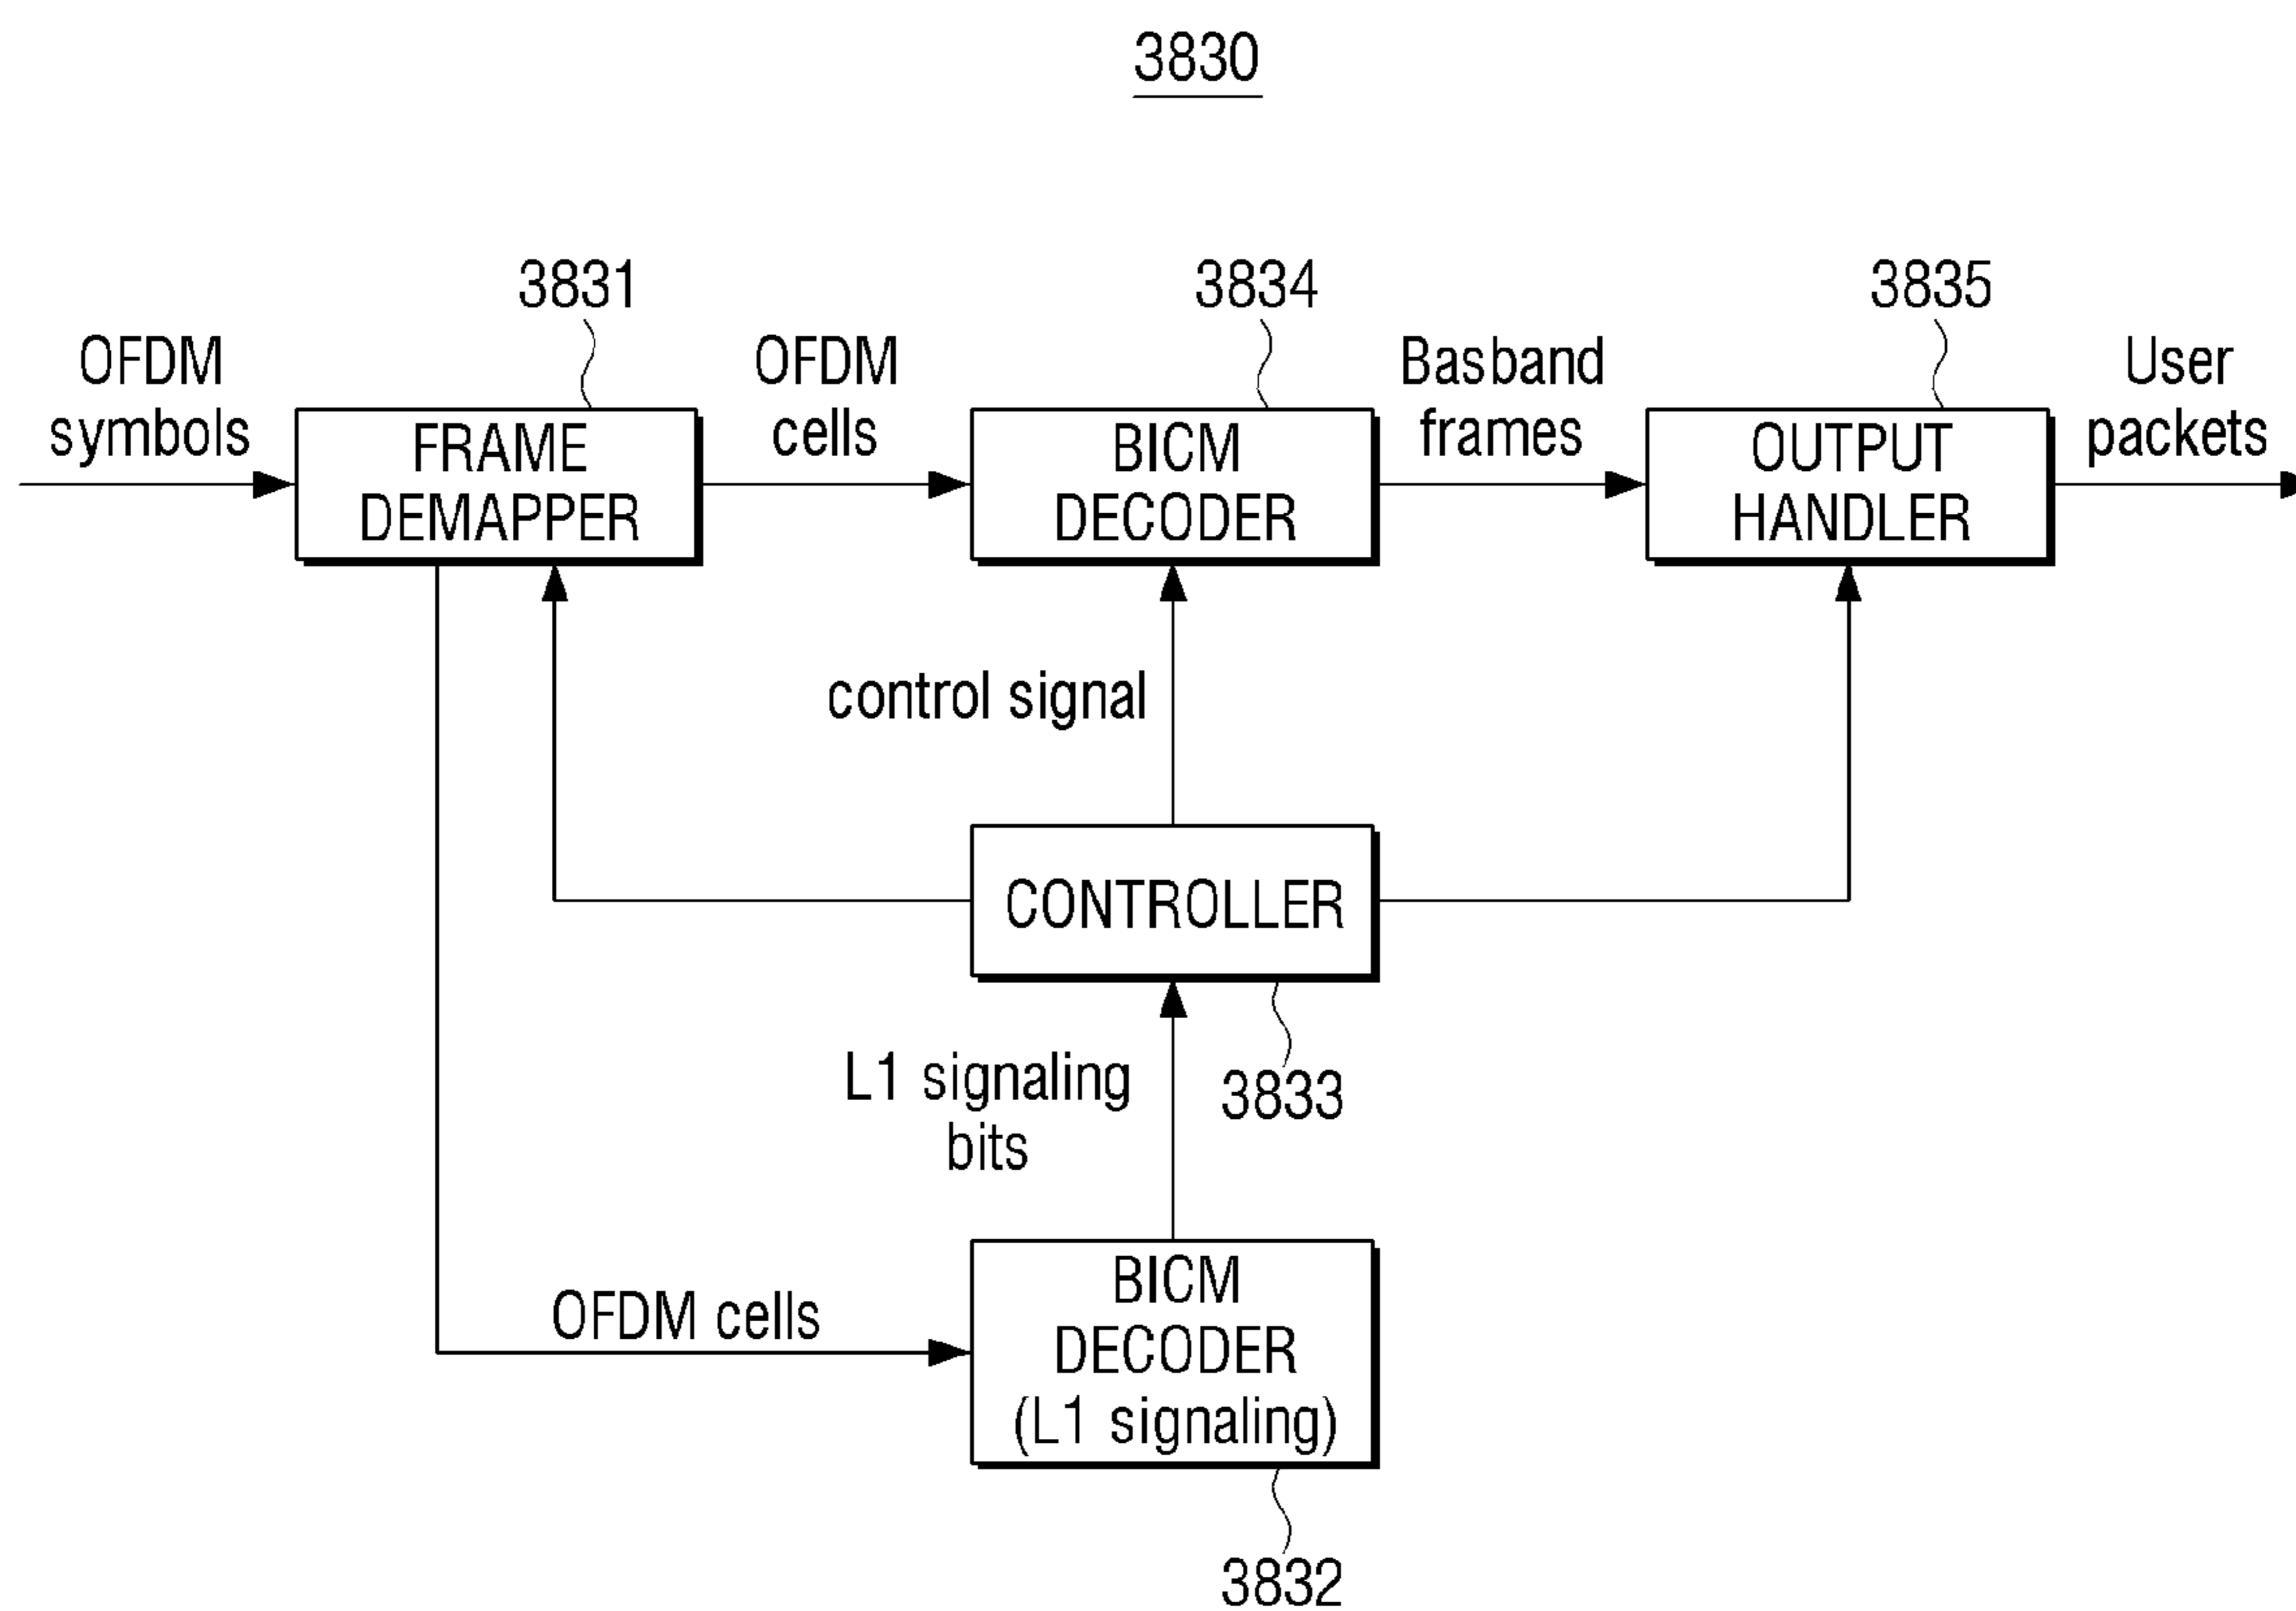 3830
3831
3834
3835
OFDM
symbols
FRAME
DEMAPPER
OFDM
cells
BICM
DECODER
Basband
frames
OUTPUT
HANDLER
User
packets
control signal
CONTROLLER
L1 signaling
bits
3833
OFDM cells
BICM
DECODER
(L1 signaling)
3832